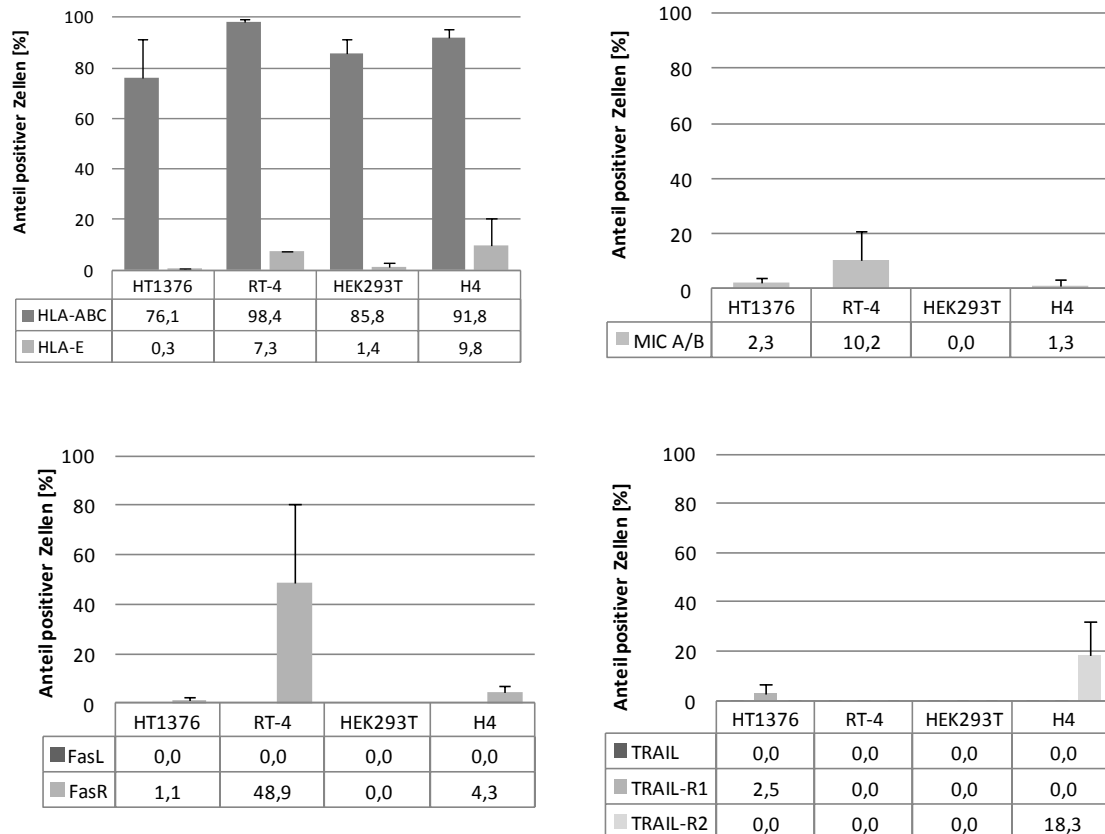 Anteil positiver Zellen [%]
100
80
60
40
20
0
HT1376 RT-4 HEK293T H4
HLA-ABC 76,1 98,4 85,8 91,8
HLA-E 0,3 7,3 1,4 9,8
Anteil positiver Zellen [%]
100
80
60
40
20
0
HT1376 RT-4 HEK293T H4
MIC A/B 2,3 10,2 0,0 1,3
Anteil positiver Zellen [%]
100
80
60
40
20
0
HT1376 RT-4 HEK293T H4
FasL 0,0 0,0 0,0 0,0
FasR 1,1 48,9 0,0 4,3
Anteil positiver Zellen [%]
100
80
60
40
20
0
HT1376 RT-4 HEK293T H4
TRAIL 0,0 0,0 0,0 0,0
TRAIL-R1 2,5 0,0 0,0 0,0
TRAIL-R2 0,0 0,0 0,0 18,3